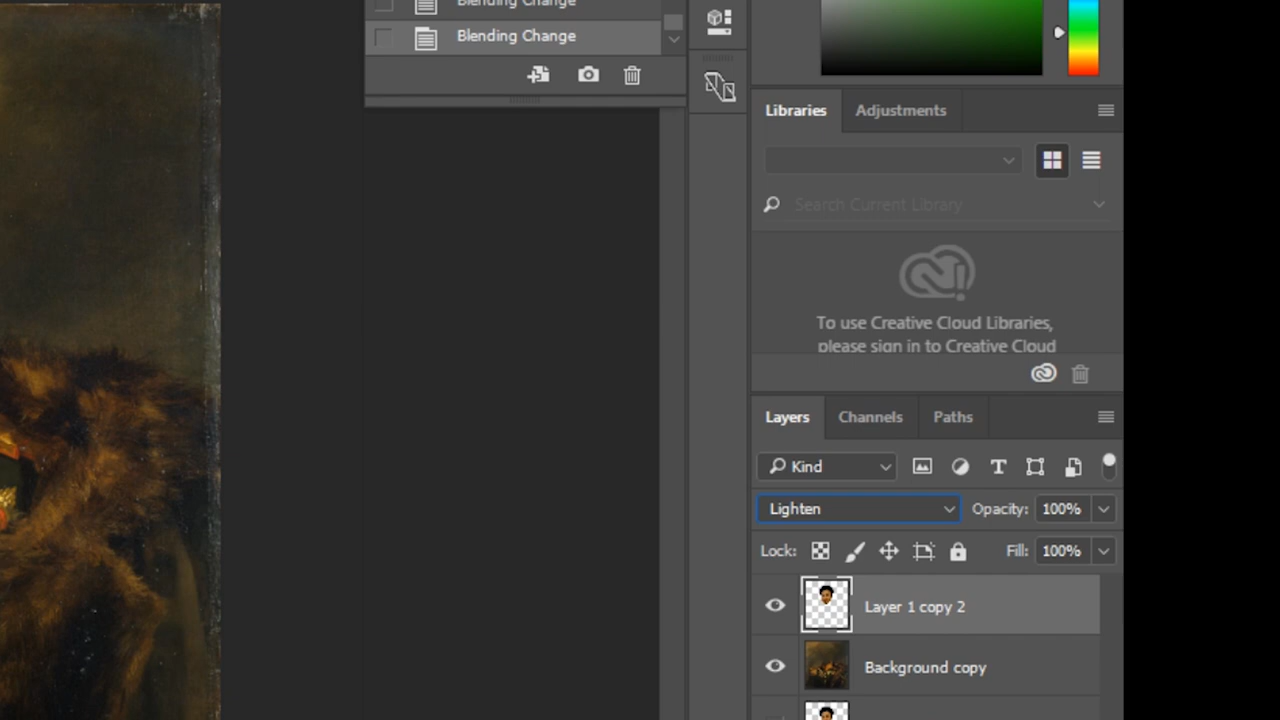 Blending Change
Blending Change
Libraries
Adjustments
Search Current Library
To use Creative Cloud Libraries,
please sign in to Creative Cloud
Layers
Channels
Paths
Kind
Lighten
Opacity: 100%
Lock:
Fill: 100%
Layer 1 copy 2
Background copy